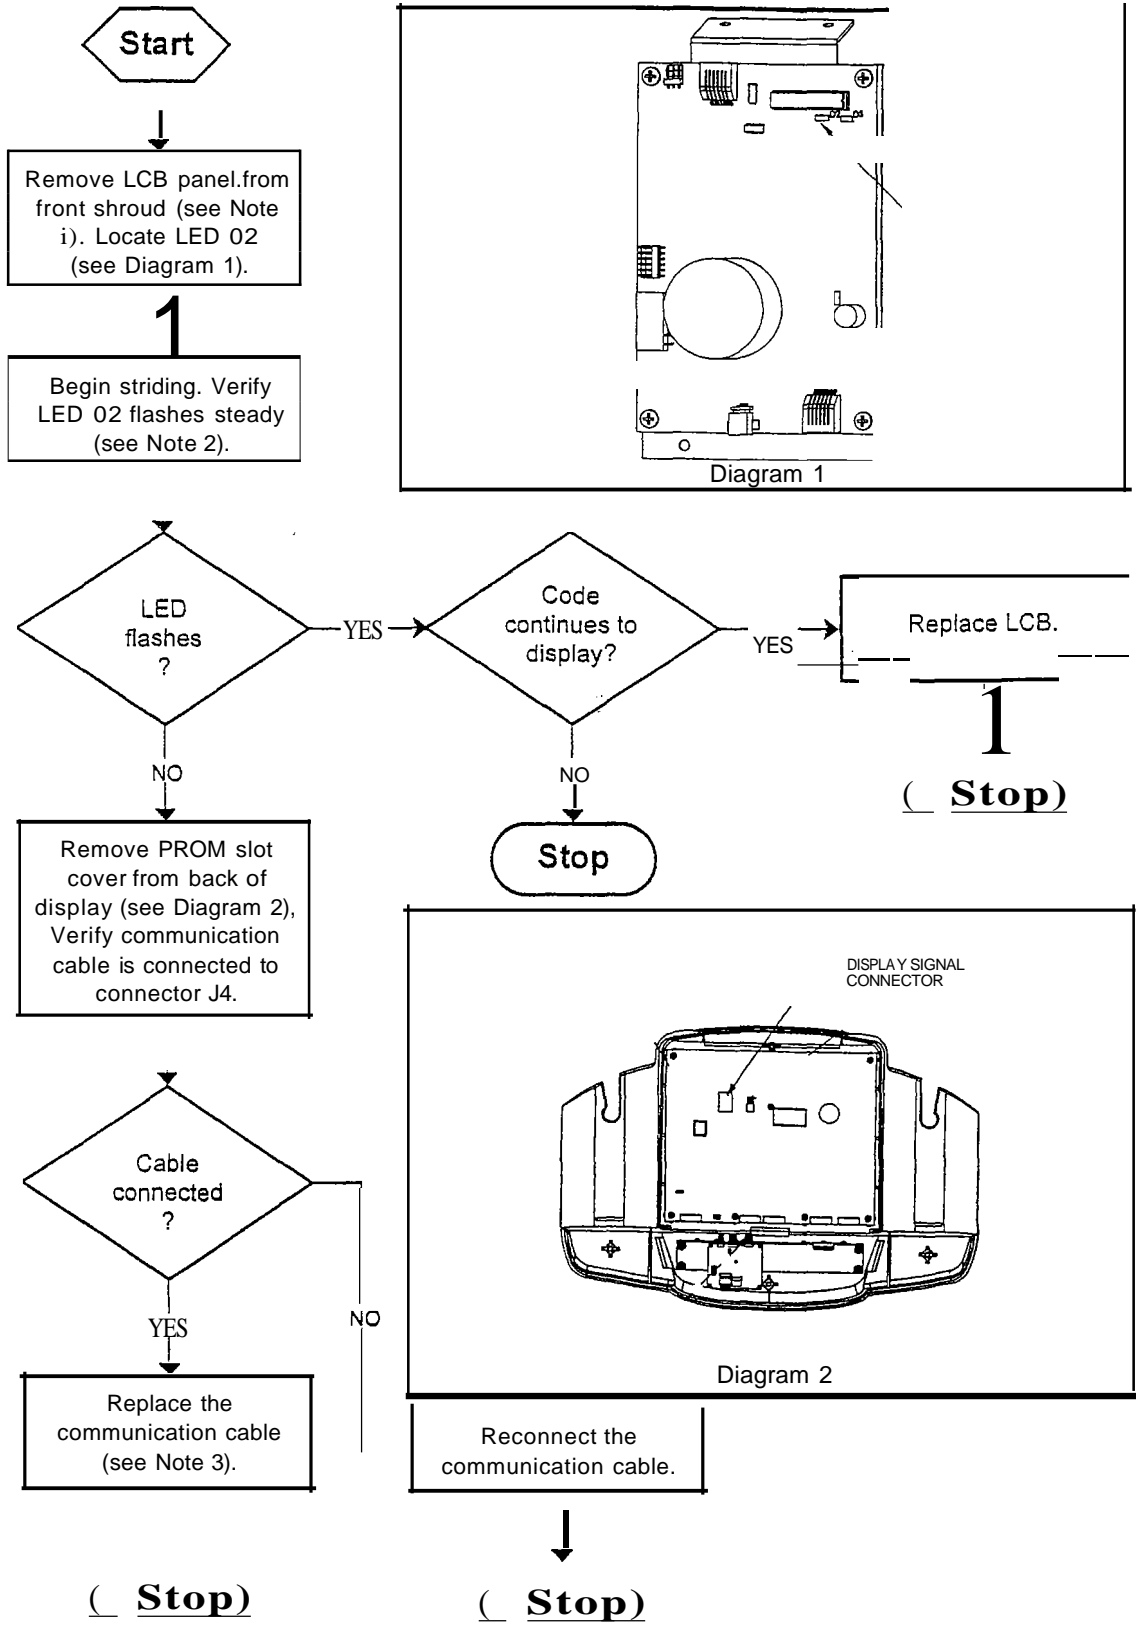 Start
Remove LCB panel.from
front shroud (see Note
i). Locate LED 02
(see Diagram 1).
1
Begin striding. Verify
LED 02 flashes steady
(see Note 2).
Diagram 1
LED
flashes
?
YES
Code
continues to
display?
YES
Replace LCB.
1
( Stop)
NO
NO
Stop
Remove PROM slot
cover from back of
display (see Diagram 2),
Verify communication
cable is connected to
connector J4.
DISPLAY SIGNAL
CONNECTOR
Diagram 2
Cable
connected
?
NO
YES
Replace the
communication cable
(see Note 3).
Reconnect the
communication cable.
( Stop)
( Stop)